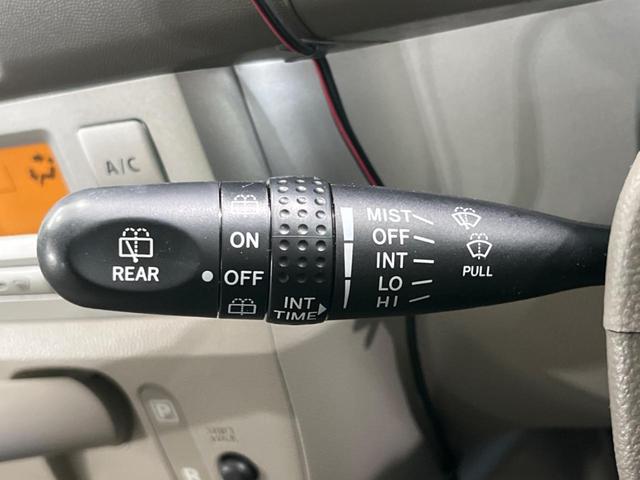 A/C
REAR
ON
OFF
INT
TIME
MIST
OFF
INT
LO
HI
PULL
P
R